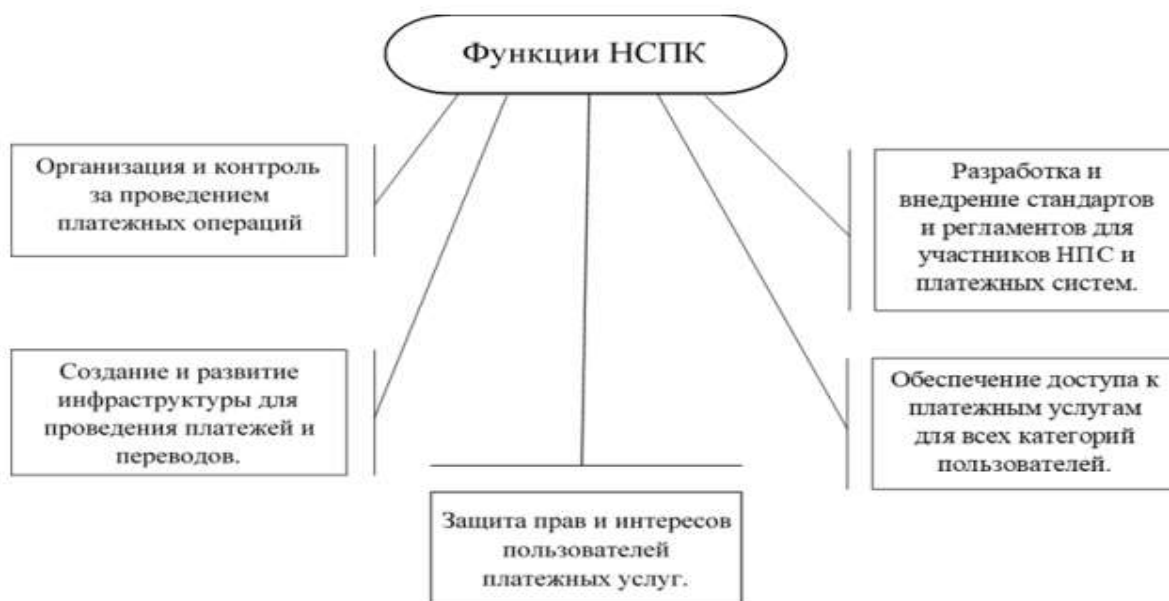 Функции НСПК
Организация и контроль
за проведением
платежных операций
Разработка и
внедрение стандартов
и регламентов для
участников НПС и
платежных систем.
Создание и развитие
инфраструктуры для
проведения платежей и
переводов.
Обеспечение доступа к
платежным услугам
для всех категорий
пользователей.
Защита прав и интересов
пользователей
платежных услуг.